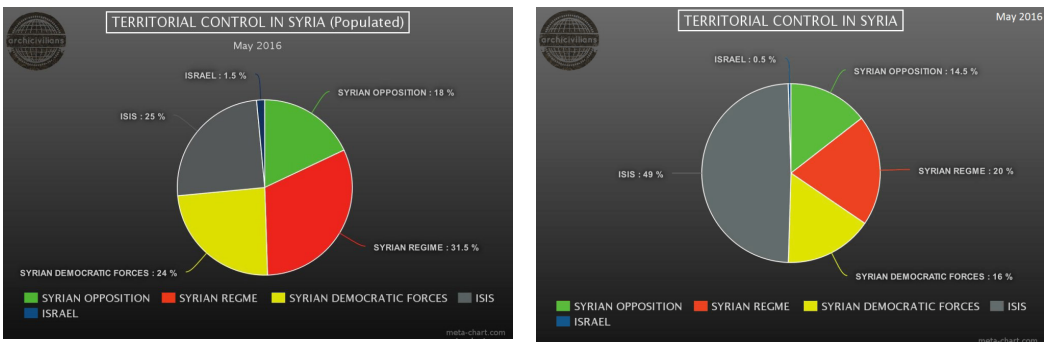 archicivilians
TERRITORIAL CONTROL IN SYRIA (Populated)
May 2016
ISRAEL : 1.5 %
SYRIAN OPPOSITION : 18 %
ISIS : 25 %
SYRIAN REGIME : 31.5 %
SYRIAN DEMOCRATIC FORCES : 24 %
SYRIAN OPPOSITION SYRIAN REGME SYRIAN DEMOCRATIC FORCES ISIS
ISRAEL
meta-chart.com
archicivilians
TERRITORIAL CONTROL IN SYRIA
May 2016
ISRAEL : 0.5 %
SYRIAN OPPOSITION : 14.5 %
ISIS : 49 %
SYRIAN REGME : 20 %
SYRIAN DEMOCRATIC FORCES : 16 %
SYRIAN OPPOSITION SYRIAN REGME SYRIAN DEMOCRATIC FORCES ISIS
ISRAEL
meta-chart.com